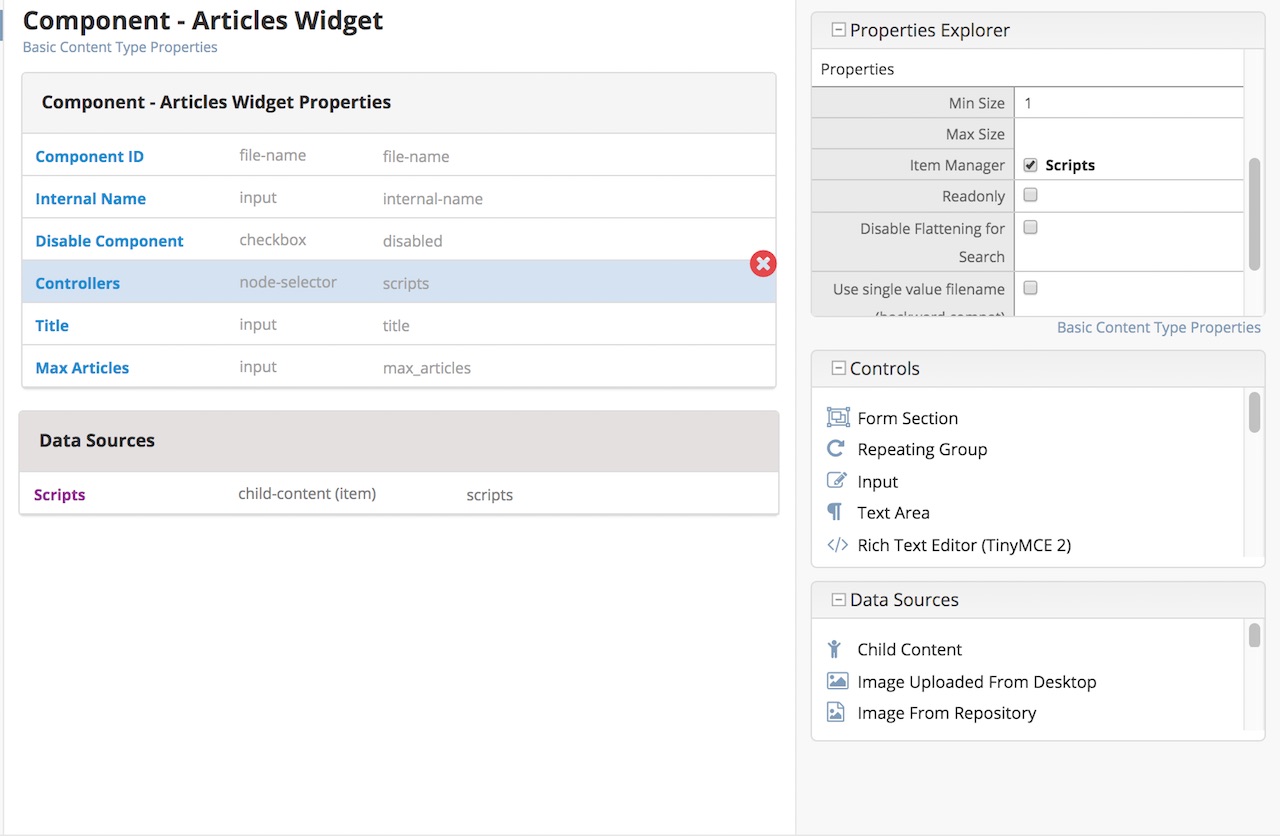 Component - Articles Widget
Basic Content Type Properties
Component - Articles Widget Properties
Component ID file-name file-name
Internal Name input internal-name
Disable Component checkbox disabled
Controllers node-selector scripts
Title input title
Max Articles input max_articles
Data Sources
Scripts child-content (item) scripts
Properties Explorer
Properties
Min Size 1
Max Size
Item Manager Scripts
Readonly
Disable Flattening for
Search
Use single value filename
(backward compat)
Basic Content Type Properties
Controls
Form Section
Repeating Group
Input
Text Area
Rich Text Editor (TinyMCE 2)
Data Sources
Child Content
Image Uploaded From Desktop
Image From Repository